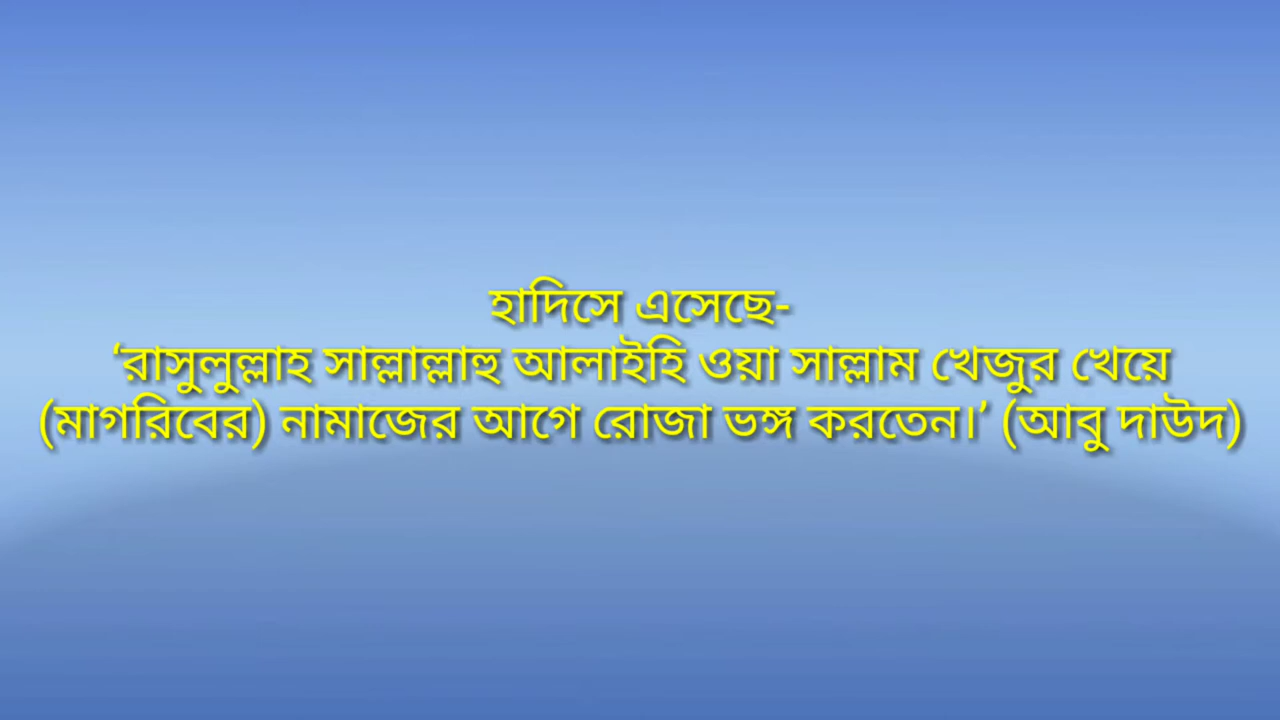 হাদিসে এসেছে-
‘রাসুলুল্লাহ সাল্লাল্লাহু আলাইহি ওয়া সাল্লাম খেজুর খেয়ে
(মাগরিবের) নামাজের আগে রোজা ভঙ্গ করতেন।’ (আবু দাউদ)